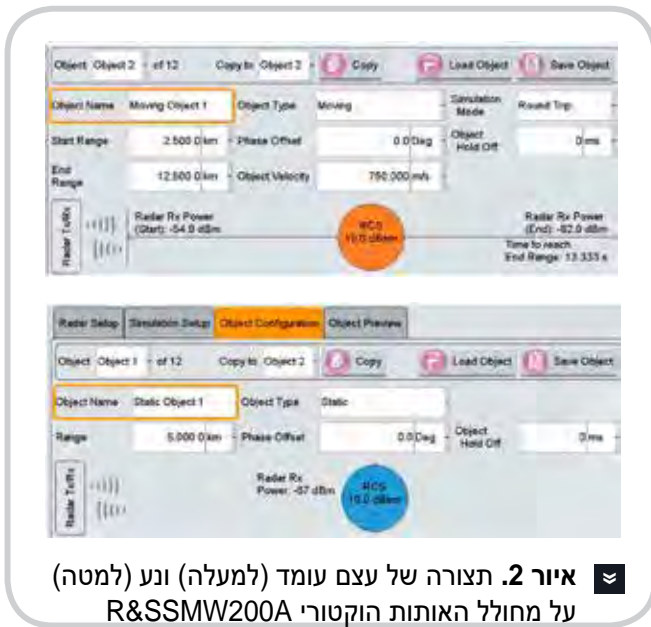 Object Object 2 of 12 Copy to Object 2 Copy Load Object Save Object
Object Name Moving Object 1 Object Type Moving Simulation Mode Round Trip
Start Range 2.500 0 km Phase Offset 0.0 Deg Object Hold Off 0 ms
End Range 12.500 0 km Object Velocity 750.000 m/s
Radar Tx/Rx
Radar Rx Power (Start): -54.0 dBm
RCS 10.0 dBsm
Radar Rx Power (End): -82.0 dBm
Time to reach End Range: 13.333 s
Radar Setup Simulation Setup Object Configuration Object Preview
Object Object 1 of 12 Copy to Object 2 Copy Load Object Save Object
Object Name Static Object 1 Object Type Static
Range 5.000 0 km Phase Offset 0.0 Deg Object Hold Off 0 ms
Radar Tx/Rx
Radar Rx Power: -67 dBm
RCS 10.0 dBsm
איור 2. תצורה של עצם עומד (למעלה) ונע (למטה)
על מחולל האותות הוקטורי R&SSMW200A